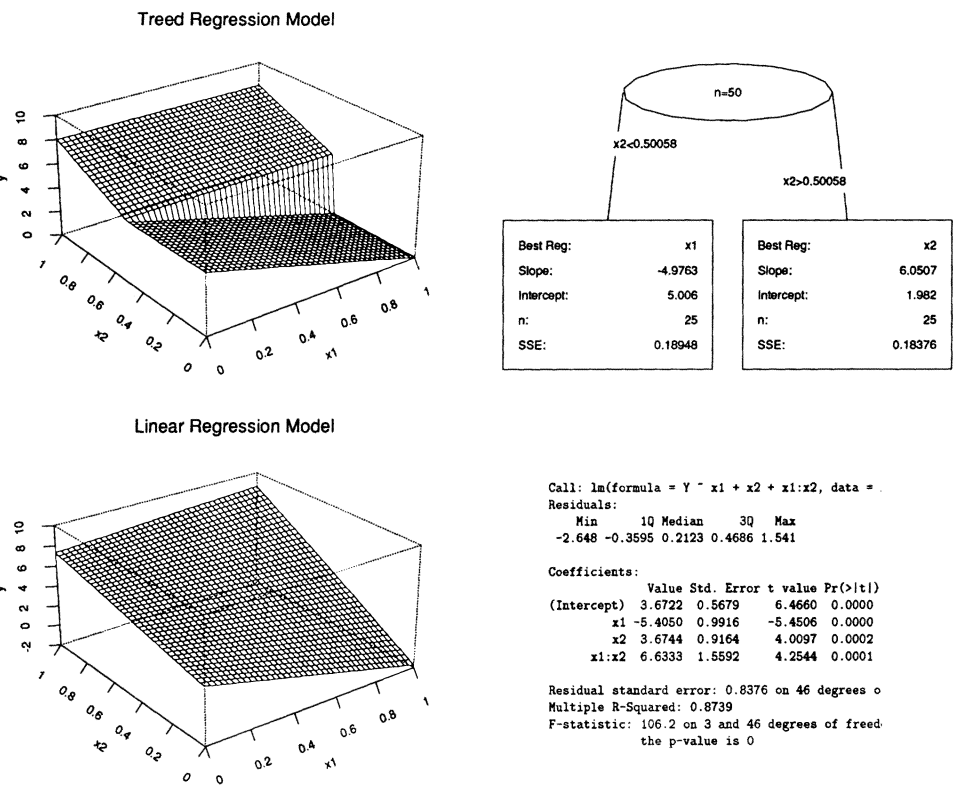 Treed Regression Model
y
0 2 4 6 8 10
1 0.8 0.6 0.4 0.2 0
x2
0 0.2 0.4 0.6 0.8 1
x1
n=50
x2<0.50058
x2>0.50058
Best Reg: x1
Slope: -4.9763
Intercept: 5.006
n: 25
SSE: 0.18948
Best Reg: x2
Slope: 6.0507
Intercept: 1.982
n: 25
SSE: 0.18376
Linear Regression Model
y
-2 0 2 4 6 8 10
1 0.8 0.6 0.4 0.2 0
x2
0 0.2 0.4 0.6 0.8 1
x1
Call: lm(formula = Y ~ x1 + x2 + x1:x2, data = .
Residuals:
Min 1Q Median 3Q Max
-2.648 -0.3595 0.2123 0.4686 1.541
Coefficients:
Value Std. Error t value Pr(>|t|)
(Intercept) 3.6722 0.5679 6.4660 0.0000
x1 -5.4050 0.9916 -5.4506 0.0000
x2 3.6744 0.9164 4.0097 0.0002
x1:x2 6.6333 1.5592 4.2544 0.0001
Residual standard error: 0.8376 on 46 degrees o
Multiple R-Squared: 0.8739
F-statistic: 106.2 on 3 and 46 degrees of freed
the p-value is 0